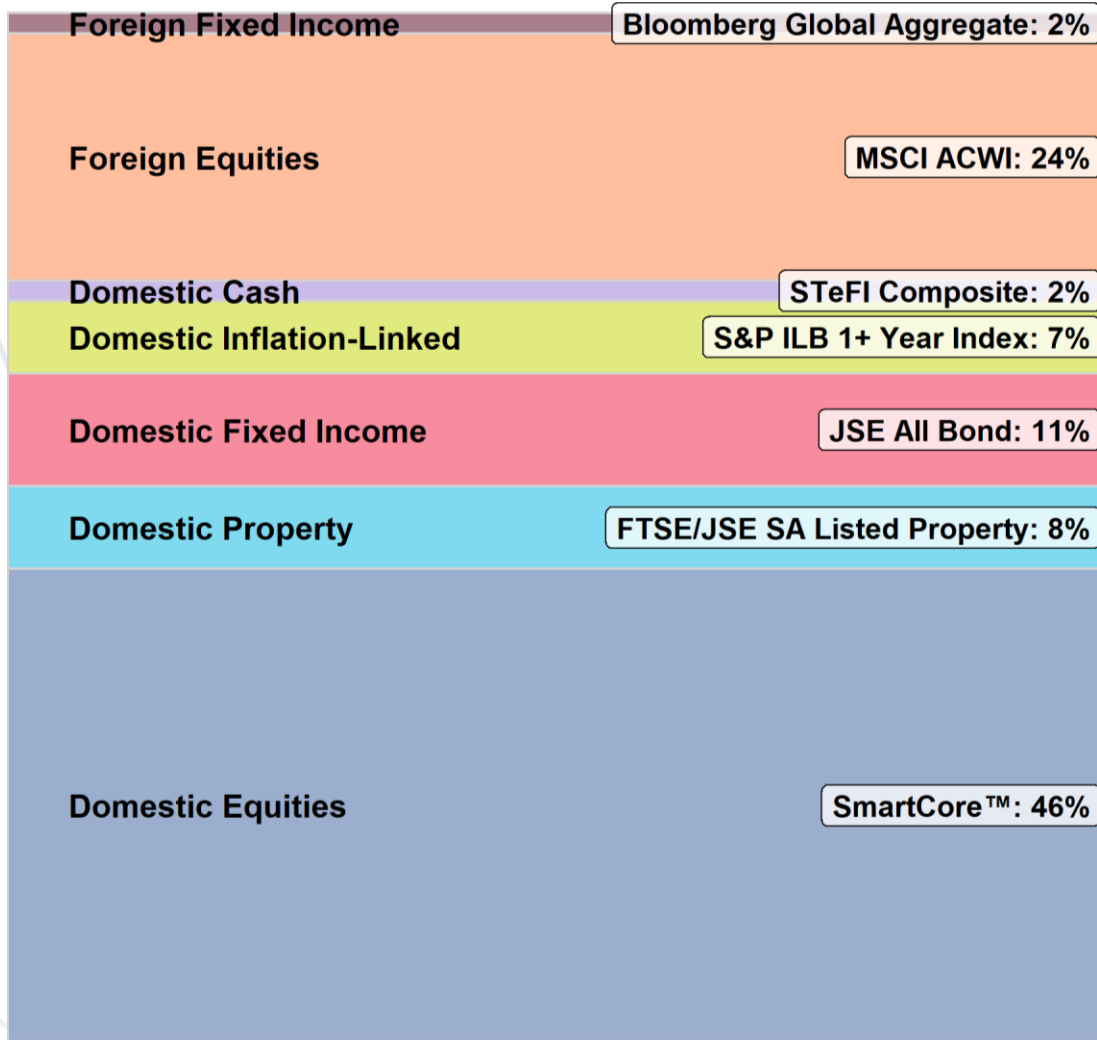 Foreign Fixed Income Bloomberg Global Aggregate: 2%
Foreign Equities MSCI ACWI: 24%
Domestic Cash STeFI Composite: 2%
Domestic Inflation-Linked S&P ILB 1+ Year Index: 7%
Domestic Fixed Income JSE All Bond: 11%
Domestic Property FTSE/JSE SA Listed Property: 8%
Domestic Equities SmartCore™: 46%